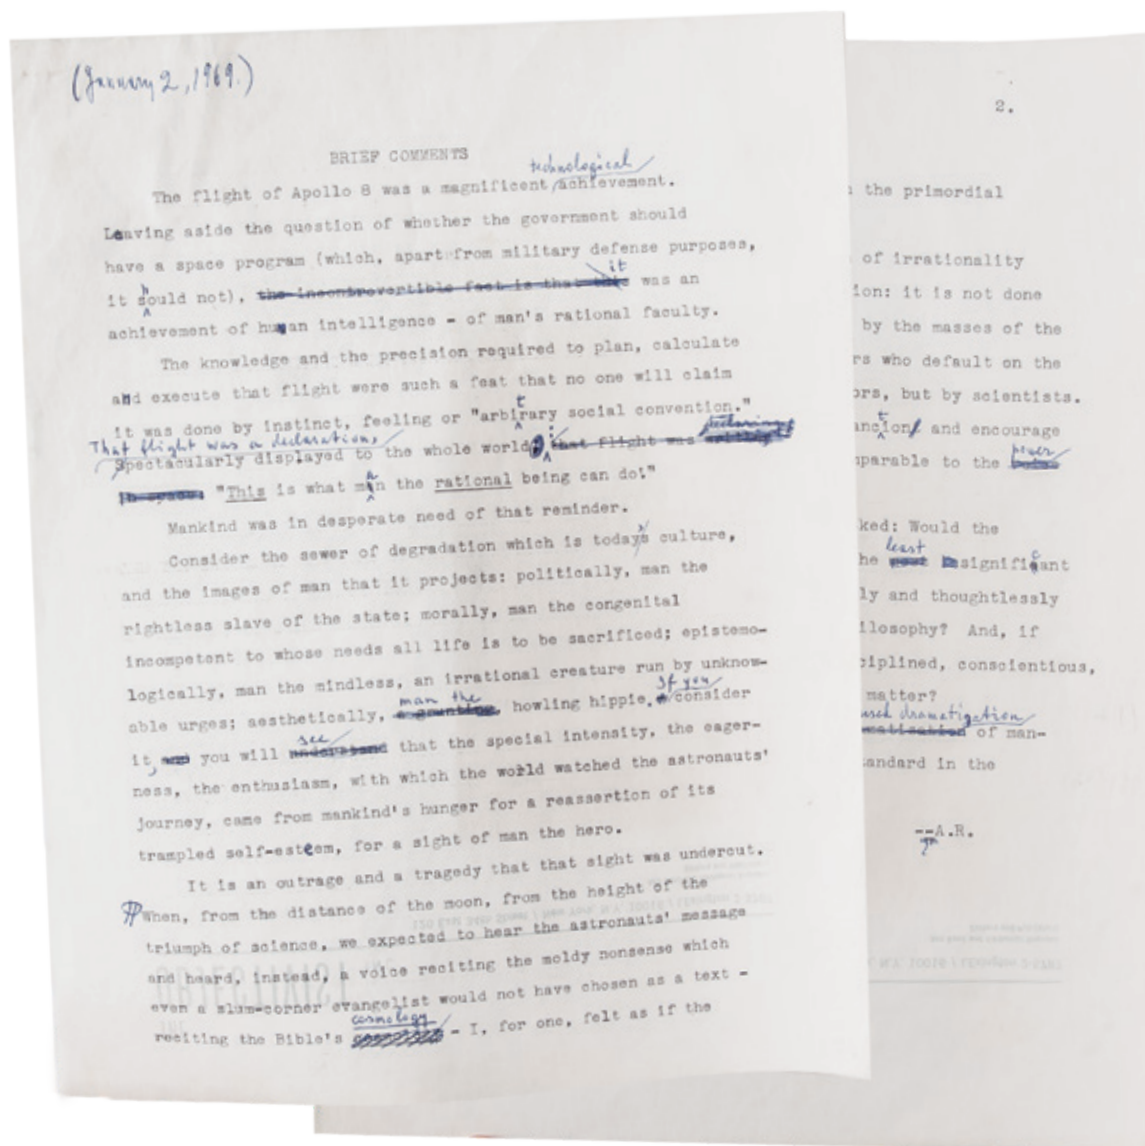 (January 2, 1969.)
BRIEF COMMENTS
technological
The flight of Apollo 8 was a magnificent achievement.
Leaving aside the question of whether the government should
have a space program (which, apart from military defense purposes,
it should not), the incontrovertible fact is that this it was an
achievement of human intelligence - of man's rational faculty.
The knowledge and the precision required to plan, calculate
and execute that flight were such a feat that no one will claim
it was done by instinct, feeling or "arbitrary social convention."
That flight was a declaration,
Spectacularly displayed to the whole world: that flight was
in space: "This is what man the rational being can do!"
Mankind was in desperate need of that reminder.
Consider the sewer of degradation which is today's culture,
and the images of man that it projects: politically, man the
rightless slave of the state; morally, man the congenital
incompetent to whose needs all life is to be sacrificed; epistemo-
logically, man the mindless, an irrational creature run by unknow-
man the If you
able urges; aesthetically, a grunting, howling hippie. consider
see
it, and you will understand that the special intensity, the eager-
ness, the enthusiasm, with which the world watched the astronauts'
journey, came from mankind's hunger for a reassertion of its
trampled self-esteem, for a sight of man the hero.
It is an outrage and a tragedy that that sight was undercut.
When, from the distance of the moon, from the height of the
triumph of science, we expected to hear the astronauts' message
and heard, instead, a voice reciting the moldy nonsense which
even a slum-corner evangelist would not have chosen as a text -
cosmology
reciting the Bible's - I, for one, felt as if the
2.
the primordial
of irrationality
ion: it is not done
by the masses of the
rs who default on the
ors, but by scientists.
anction and encourage
power
uparable to the
ked: Would the
least
he most insignificant
ly and thoughtlessly
ilosophy? And, if
ciplined, conscientious,
matter?
dramatization
of man-
tandard in the
--A.R.